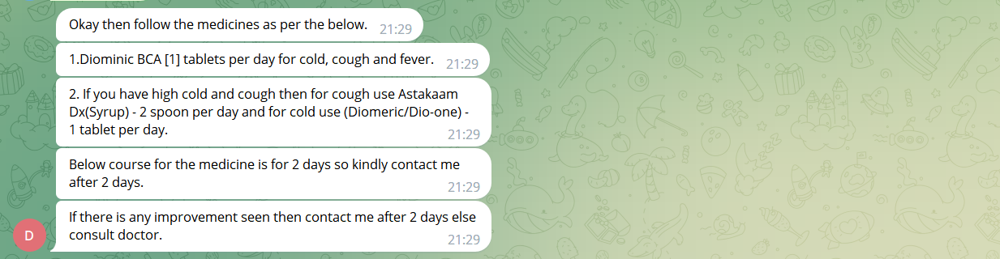 Okay then follow the medicines as per the below. 21:29
1.Diominic BCA [1] tablets per day for cold, cough and fever. 21:29
2. If you have high cold and cough then for cough use Astakaam
Dx(Syrup) - 2 spoon per day and for cold use (Diomeric/Dio-one) -
1 tablet per day. 21:29
Below course for the medicine is for 2 days so kindly contact me
after 2 days. 21:29
If there is any improvement seen then contact me after 2 days else
consult doctor. 21:29
D